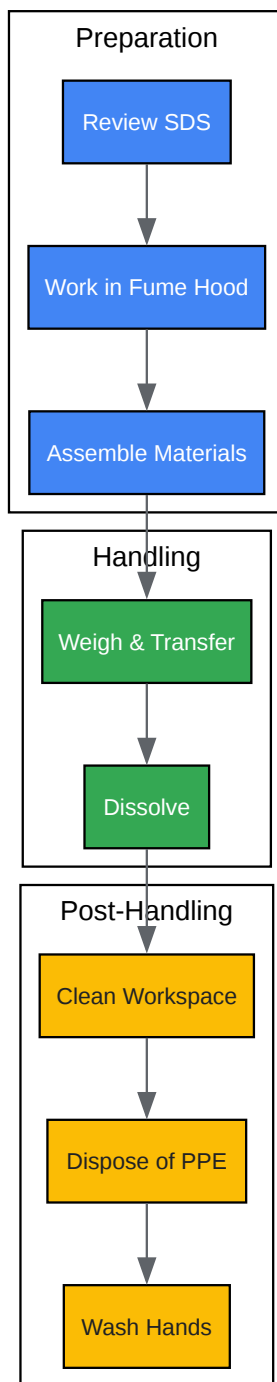 Preparation
Review SDS
Work in Fume Hood
Assemble Materials
Handling
Weigh & Transfer
Dissolve
Post-Handling
Clean Workspace
Dispose of PPE
Wash Hands